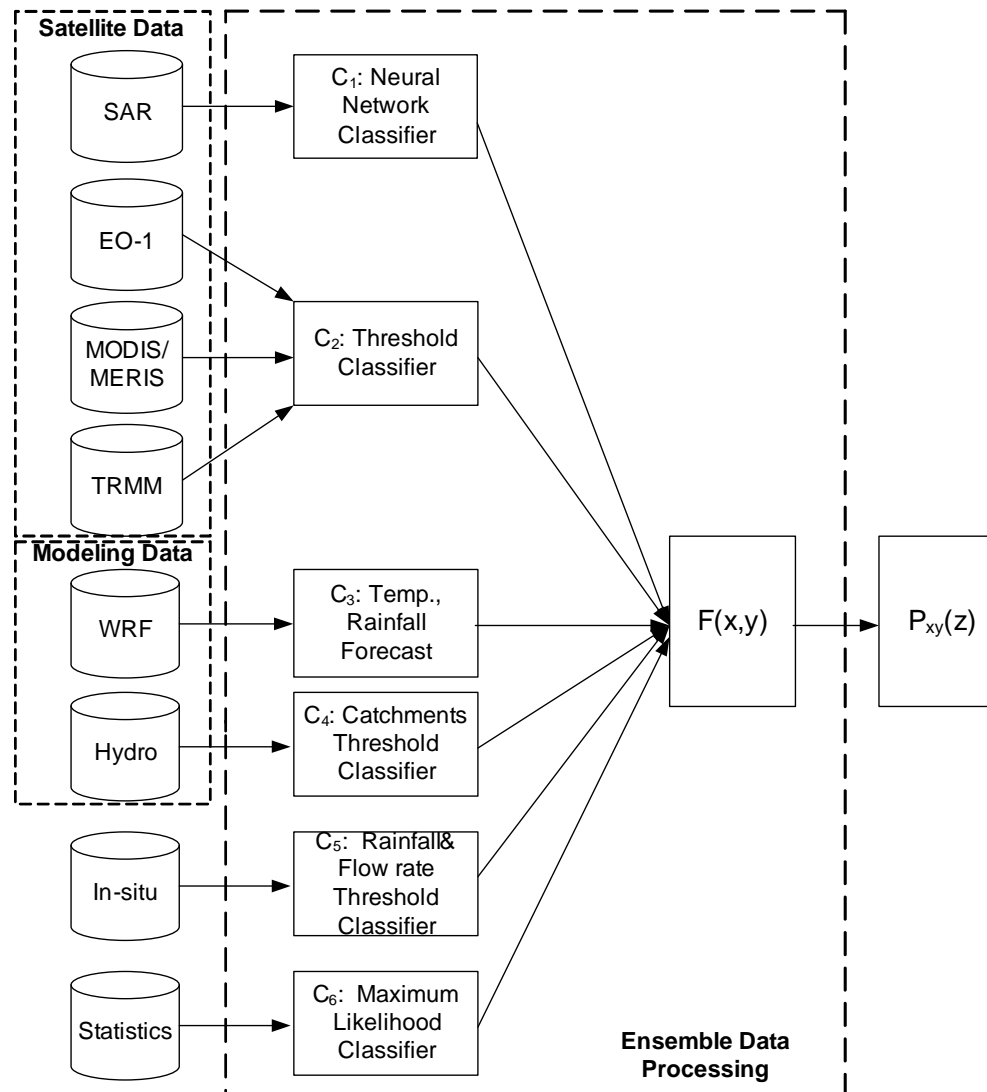 Satellite Data
SAR
EO-1
MODIS/
MERIS
TRMM
Modeling Data
WRF
Hydro
In-situ
Statistics
C₁: Neural
Network
Classifier
C₂: Threshold
Classifier
C₃: Temp.,
Rainfall
Forecast
C₄: Catchments
Threshold
Classifier
C₅: Rainfall&
Flow rate
Threshold
Classifier
C₆: Maximum
Likelihood
Classifier
F(x,y)
Pxy(z)
Ensemble Data
Processing